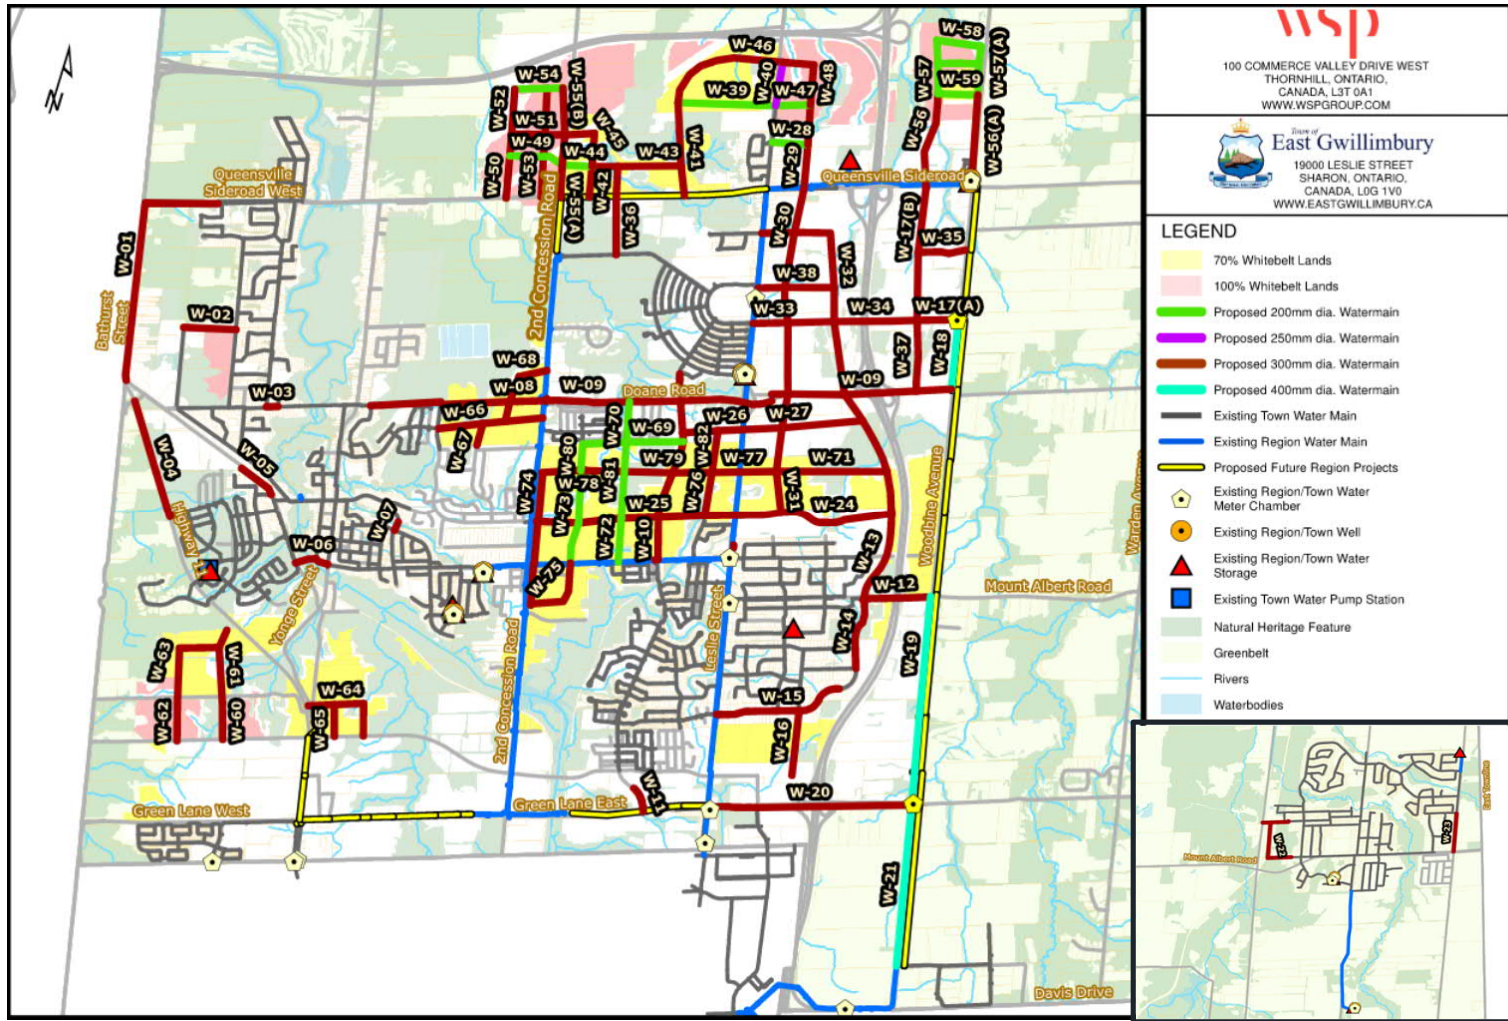 wsp
100 COMMERCE VALLEY DRIVE WEST
THORNHILL, ONTARIO,
CANADA, L3T 0A1
WWW.WSPGROUP.COM
Town of
East Gwillimbury
19000 LESLIE STREET
SHARON, ONTARIO,
CANADA, L0G 1V0
WWW.EASTGWILLIMBURY.CA
LEGEND
70% Whitebelt Lands
100% Whitebelt Lands
Proposed 200mm dia. Watermain
Proposed 250mm dia. Watermain
Proposed 300mm dia. Watermain
Proposed 400mm dia. Watermain
Existing Town Water Main
Existing Region Water Main
Proposed Future Region Projects
Existing Region/Town Water
Meter Chamber
Existing Region/Town Well
Existing Region/Town Water
Storage
Existing Town Water Pump Station
Natural Heritage Feature
Greenbelt
Rivers
Waterbodies
N
W-58
W-57(A)
W-46
W-57
W-59
W-40
W-48
W-54
W-55(B)
W-39
W-47
W-52
W-51
W-45
W-56
W-56(A)
W-28
W-49
W-44
W-43
W-41
W-29
W-50
W-53
W-42
Queensville
Sideroad West
Queensville Sideroad
2nd Concession Road
W-55(A)
W-36
W-30
W-17(B)
W-35
W-01
W-32
W-38
Bathurst
Street
W-02
W-33
W-34
W-17(A)
W-37
W-18
W-68
W-08
W-09
Doane Road
W-09
W-03
W-66
W-67
W-20
W-26
W-27
W-69
W-82
W-80
W-04
W-05
W-79
W-77
W-71
W-81
W-78
W-76
W-74
W-73
W-31
W-24
W-25
Woodbine Avenue
Warden Avenue
Highway 11
W-07
W-72
W-10
W-06
W-13
W-75
W-12
Mount Albert Road
Yonge Street
W-14
Leslie Street
W-19
W-63
W-61
W-64
2nd Concession Road
W-62
W-60
W-65
W-15
W-16
W-11
W-20
Green Lane West
Green Lane East
W-21
Davis Drive
East Townline
W-22
W-23
Mount Albert Road